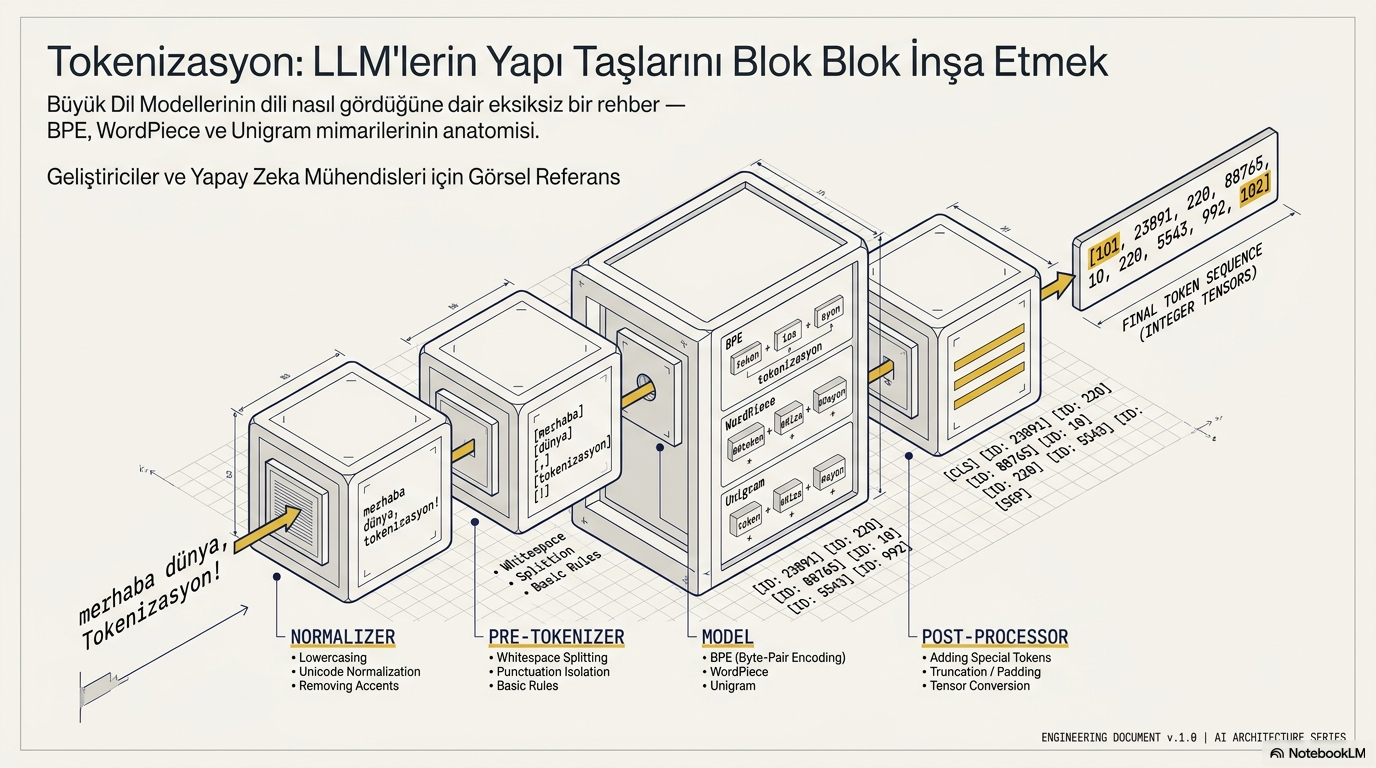 Tokenizasyon: LLM'lerin Yapı Taşlarını Blok Blok İnşa Etmek
Büyük Dil Modellerinin dili nasıl gördüğüne dair eksiksiz bir rehber —
BPE, WordPiece ve Unigram mimarilerinin anatomisi.
Geliştiriciler ve Yapay Zeka Mühendisleri için Görsel Referans
merhaba dünya,
Tokenizasyon!
merhaba
dünya,
tokenizasyon!
[merhaba]
[dünya]
[,]
[tokenizasyon]
[!]
• Whitespace
• Splittion
• Basic Rules
BPE
+
+
tokenizasyon
+
+
Unigram
token
+
+
[ID: 23891] [ID: 220]
[ID: 88765] [ID: 10]
[ID: 5543] [ID: 992]
[CLS] [ID: 23891] [ID: 220]
[ID: 88765] [ID: 10]
[ID: 220] [ID: 5543] [ID:
[SEP]
[101, 23891, 220, 88765,
10, 220, 5543, 992, 102]
FINAL TOKEN SEQUENCE
(INTEGER TENSORS)
NORMALIZER
• Lowercasing
• Unicode Normalization
• Removing Accents
PRE-TOKENIZER
• Whitespace Splitting
• Punctuation Isolation
• Basic Rules
MODEL
• BPE (Byte-Pair Encoding)
• WordPiece
• Unigram
POST-PROCESSOR
• Adding Special Tokens
• Truncation / Padding
• Tensor Conversion
ENGINEERING DOCUMENT v.1.0 | AI ARCHITECTURE SERIES
NotebookLM